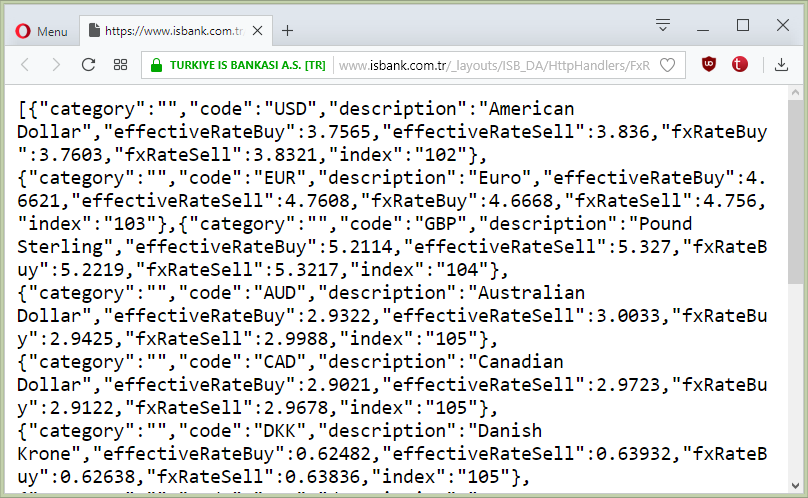 Menu
https://www.isbank.com.tr
TURKIYE IS BANKASI A.S. [TR]
www.isbank.com.tr/_layouts/ISB_DA/HttpHandlers/FxR
[{"category":"","code":"USD","description":"American
Dollar","effectiveRateBuy":3.7565,"effectiveRateSell":3.836,"fxRateBuy
":3.7603,"fxRateSell":3.8321,"index":"102"},
{"category":"","code":"EUR","description":"Euro","effectiveRateBuy":4.
6621,"effectiveRateSell":4.7608,"fxRateBuy":4.6668,"fxRateSell":4.756,
"index":"103"},{"category":"","code":"GBP","description":"Pound
Sterling","effectiveRateBuy":5.2114,"effectiveRateSell":5.327,"fxRateB
uy":5.2219,"fxRateSell":5.3217,"index":"104"},
{"category":"","code":"AUD","description":"Australian
Dollar","effectiveRateBuy":2.9322,"effectiveRateSell":3.0033,"fxRateBu
y":2.9425,"fxRateSell":2.9988,"index":"105"},
{"category":"","code":"CAD","description":"Canadian
Dollar","effectiveRateBuy":2.9021,"effectiveRateSell":2.9723,"fxRateBu
y":2.9122,"fxRateSell":2.9678,"index":"105"},
{"category":"","code":"DKK","description":"Danish
Krone","effectiveRateBuy":0.62482,"effectiveRateSell":0.63932,"fxRateB
uy":0.62638,"fxRateSell":0.63836,"index":"105"},